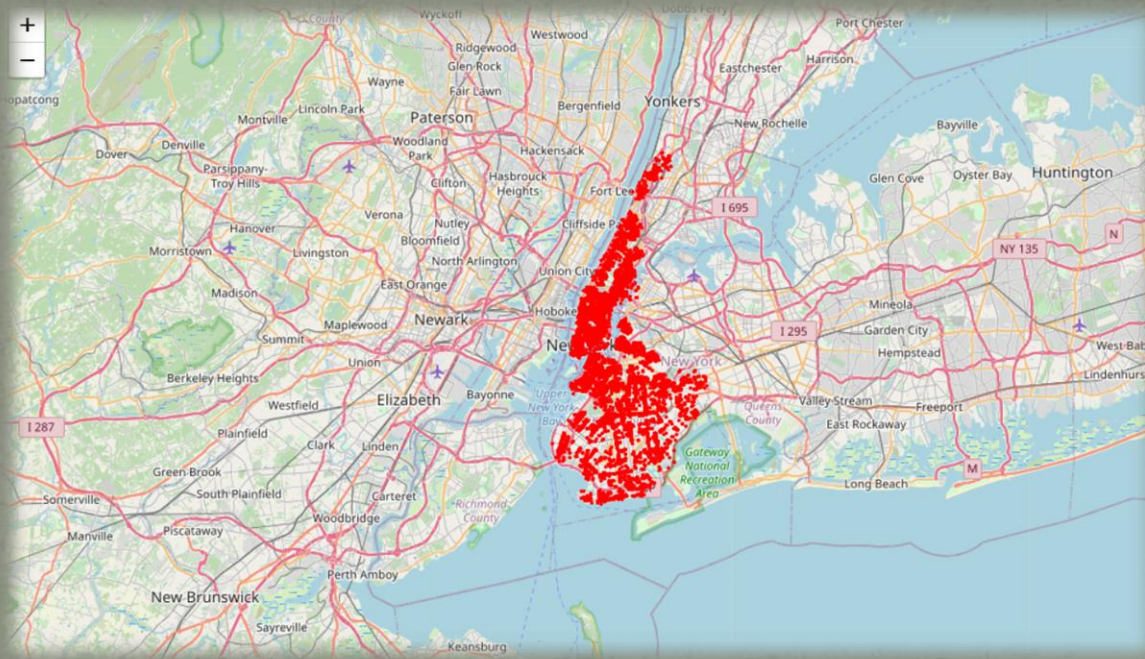 +
−
County
Wyckoff
Dobbs Ferry
Port Chester
Westwood
Ridgewood
Harrison
Glen Rock
Eastchester
Wayne
Fair Lawn
Yonkers
Bergenfield
Lincoln Park
Paterson
Montville
New Rochelle
Bayville
Denville
Woodland
Park
Dover
Hackensack
Parsippany-
Troy Hills
Hasbrouck
Heights
Clifton
Fort Lee
Glen Cove
Oyster Bay
Huntington
I 695
Verona
Nutley
Cliffside
Hanover
Bloomfield
N
NY 135
Morristown
Livingston
North Arlington
Union City
Madison
East Orange
Mineola
Maplewood
Newark
Hoboke
I 295
Garden City
Summit
Ne
k
Hempstead
West Bab
Union
New York
Berkeley Heights
Lindenhurs
Elizabeth
Bayonne
Upper
New York
Bay
Queens
County
Valley Stream
Freeport
Westfield
East Rockaway
I 287
Plainfield
Clark
Linden
Gateway
National
Recreation
Area
Green Brook
M
South Plainfield
Carteret
Long Beach
Somerville
Richmond
County
Woodbridge
Manville
Piscataway
Perth Amboy
New Brunswick
Sayreville
Keansburg